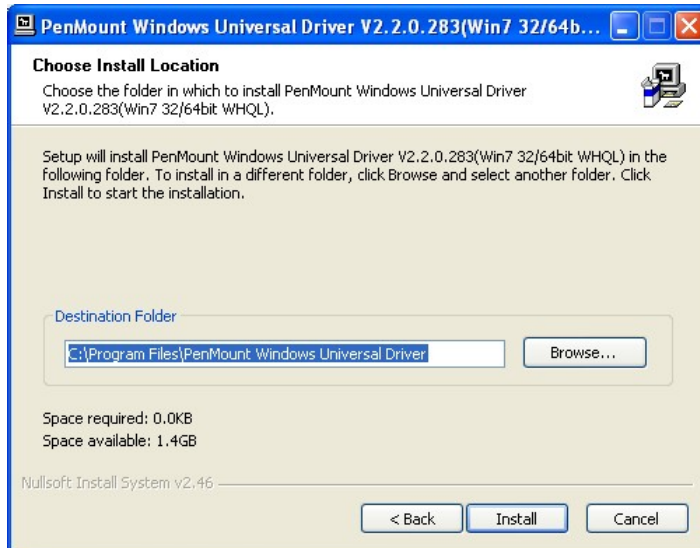 PenMount Windows Universal Driver V2.2.0.283(Win7 32/64b...
Choose Install Location
Choose the folder in which to install PenMount Windows Universal Driver
V2.2.0.283(Win7 32/64bit WHQL).
Setup will install PenMount Windows Universal Driver V2.2.0.283(Win7 32/64bit WHQL) in the
following folder. To install in a different folder, click Browse and select another folder. Click
Install to start the installation.
Destination Folder
C:\Program Files\PenMount Windows Universal Driver
Browse...
Space required: 0.0KB
Space available: 1.4GB
Nullsoft Install System v2.46
< Back
Install
Cancel